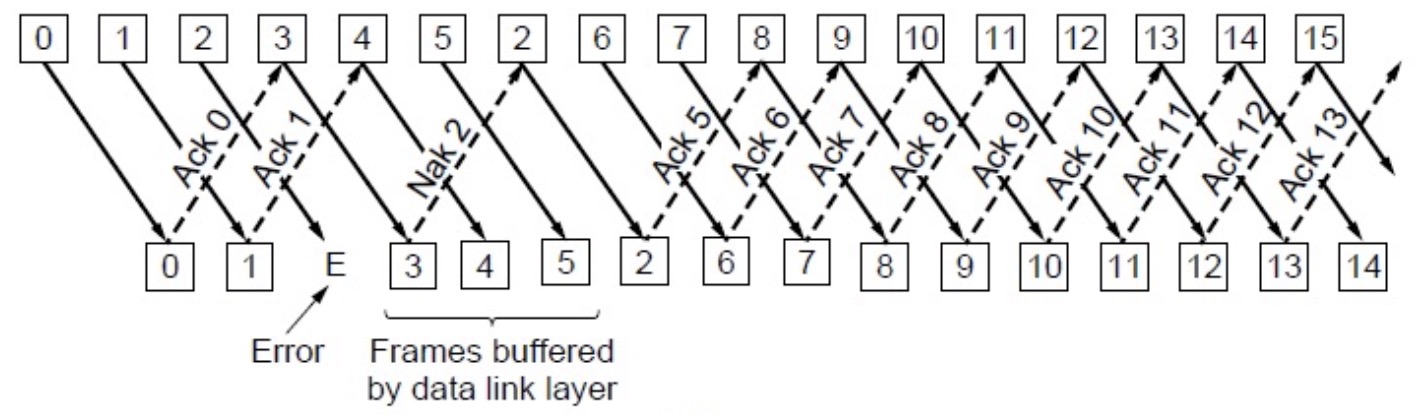 0 1 2 3 4 5 2 6 7 8 9 10 11 12 13 14 15
Ack 0 Ack 1 Nak 2 Ack 5 Ack 6 Ack 7 Ack 8 Ack 9 Ack 10 Ack 11 Ack 12 Ack 13
0 1 E 3 4 5 2 6 7 8 9 10 11 12 13 14
Error
Frames buffered
by data link layer